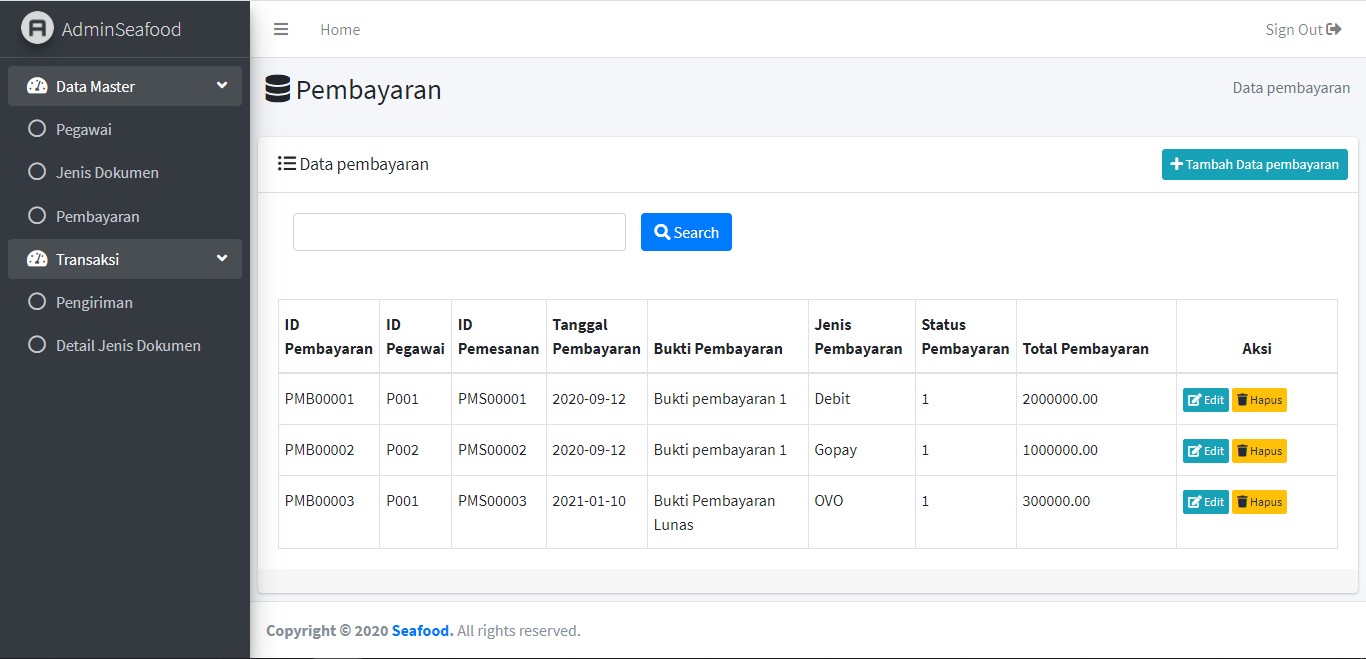 AdminSeafood
Home
Sign Out
Data Master
Pegawai
Jenis Dokumen
Pembayaran
Transaksi
Pengiriman
Detail Jenis Dokumen
Pembayaran
Data pembayaran
Data pembayaran
Tambah Data pembayaran
Search
ID Pembayaran ID Pegawai ID Pemesanan Tanggal Pembayaran Bukti Pembayaran Jenis Pembayaran Status Pembayaran Total Pembayaran Aksi
PMB00001 P001 PMS00001 2020-09-12 Bukti pembayaran 1 Debit 1 2000000.00 Edit Hapus
PMB00002 P002 PMS00002 2020-09-12 Bukti pembayaran 1 Gopay 1 1000000.00 Edit Hapus
PMB00003 P001 PMS00003 2021-01-10 Bukti Pembayaran Lunas OVO 1 300000.00 Edit Hapus
Copyright © 2020 Seafood. All rights reserved.